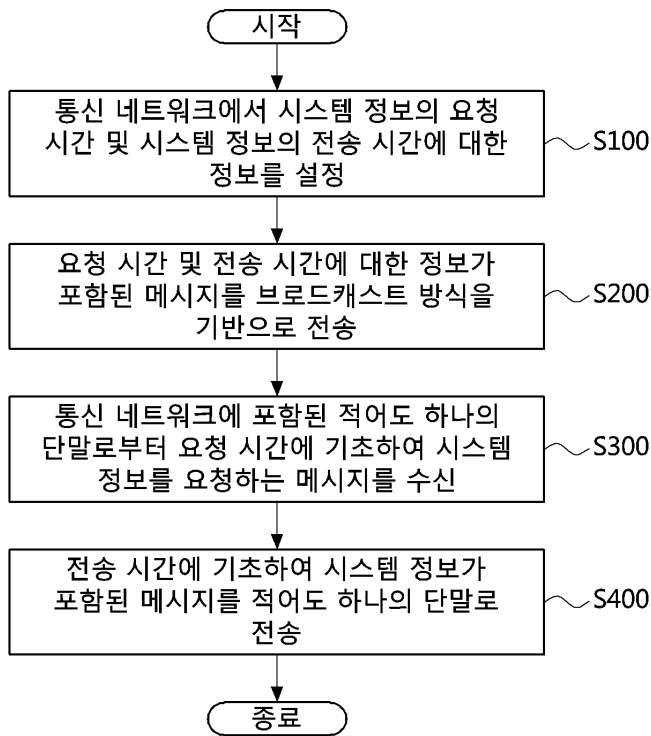 시작
통신 네트워크에서 시스템 정보의 요청
시간 및 시스템 정보의 전송 시간에 대한
정보를 설정
S100
요청 시간 및 전송 시간에 대한 정보가
포함된 메시지를 브로드캐스트 방식을
기반으로 전송
S200
통신 네트워크에 포함된 적어도 하나의
단말로부터 요청 시간에 기초하여 시스템
정보를 요청하는 메시지를 수신
S300
전송 시간에 기초하여 시스템 정보가
포함된 메시지를 적어도 하나의 단말로
전송
S400
종료